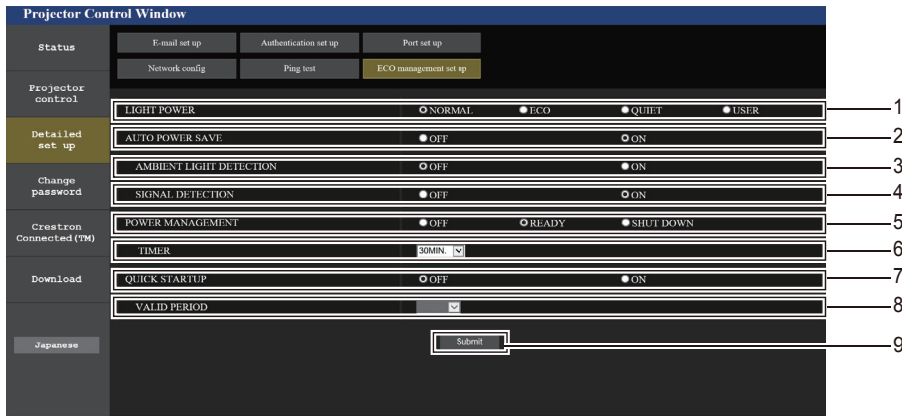 Projector Control Window
Status
E-mail set up
Authentication set up
Port set up
Network config
Ping test
ECO management set up
Projector
control
Detailed
set up
Change
password
Crestron
Connected(TM)
Download
Japanese
LIGHT POWER NORMAL ECO QUIET USER 1
AUTO POWER SAVE OFF ON 2
AMBIENT LIGHT DETECTION OFF ON 3
SIGNAL DETECTION OFF ON 4
POWER MANAGEMENT OFF READY SHUT DOWN 5
TIMER 30MIN. 6
QUICK STARTUP OFF ON 7
VALID PERIOD 8
Submit 9